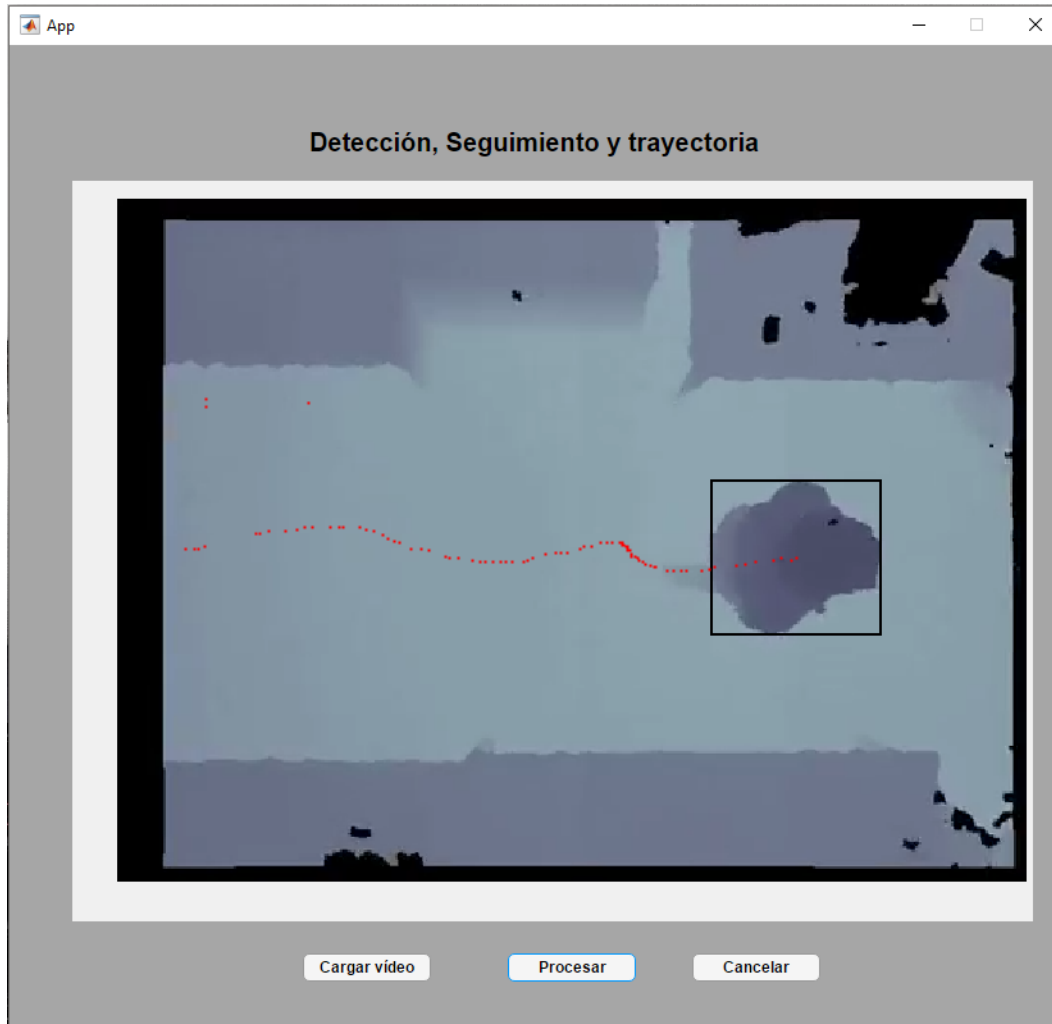 App
Detección, Seguimiento y trayectoria
Cargar vídeo
Procesar
Cancelar